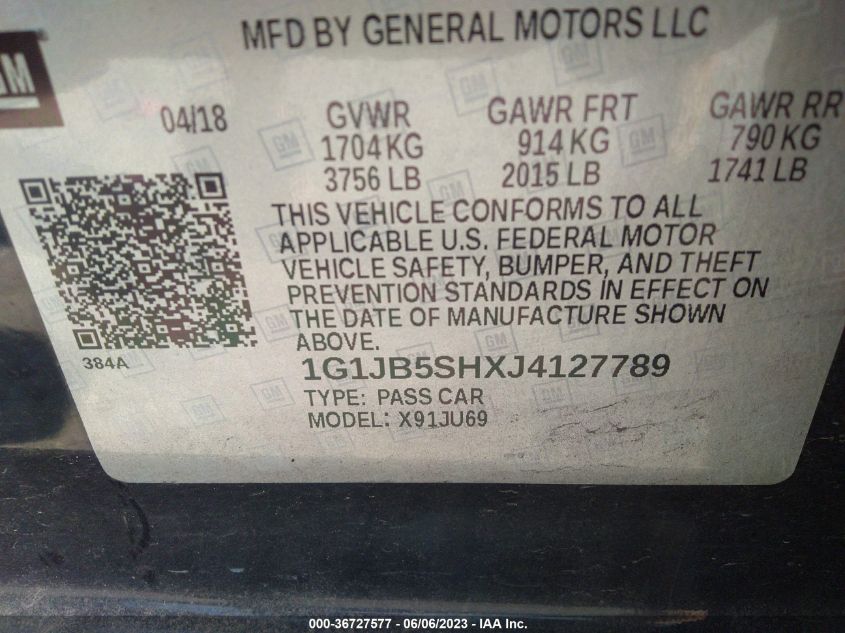 MFD BY GENERAL MOTORS LLC
GM
04/18
GVWR GAWR FRT GAWR RR
1704 KG 914 KG 790 KG
3756 LB 2015 LB 1741 LB
THIS VEHICLE CONFORMS TO ALL
APPLICABLE U.S. FEDERAL MOTOR
VEHICLE SAFETY, BUMPER, AND THEFT
PREVENTION STANDARDS IN EFFECT ON
THE DATE OF MANUFACTURE SHOWN
ABOVE.
384A
1G1JB5SHXJ4127789
TYPE: PASS CAR
MODEL: X91JU69
000-36727577 - 06/06/2023 - IAA Inc.